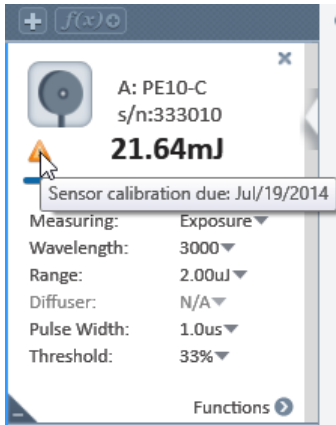 f(x)
A: PE10-C
s/n:333010
21.64mJ
Sensor calibration due: Jul/19/2014
Measuring: Exposure
Wavelength: 3000
Range: 2.00uJ
Diffuser: N/A
Pulse Width: 1.0us
Threshold: 33%
Functions